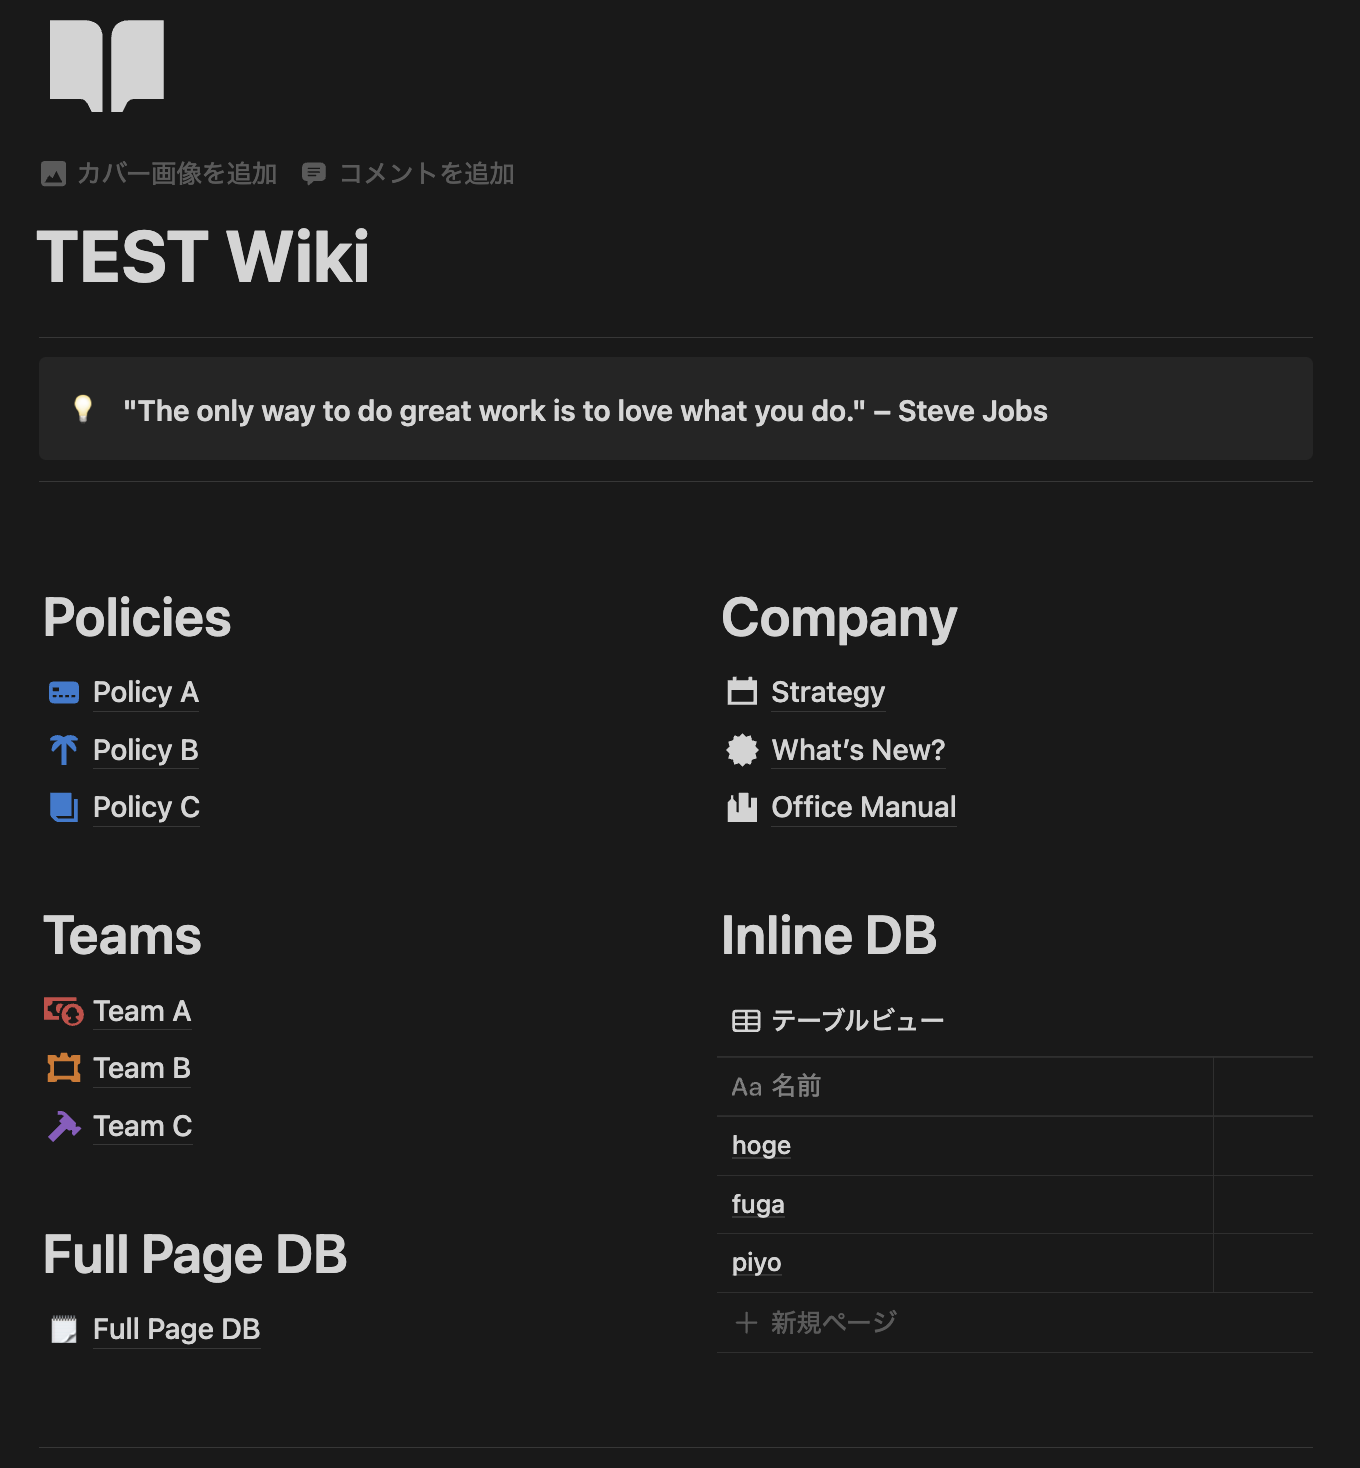 カバー画像を追加 コメントを追加
TEST Wiki
"The only way to do great work is to love what you do." – Steve Jobs
Policies
Policy A
Policy B
Policy C
Company
Strategy
What’s New?
Office Manual
Teams
Team A
Team B
Team C
Inline DB
テーブルビュー
Aa 名前
hoge
fuga
piyo
+ 新規ページ
Full Page DB
Full Page DB